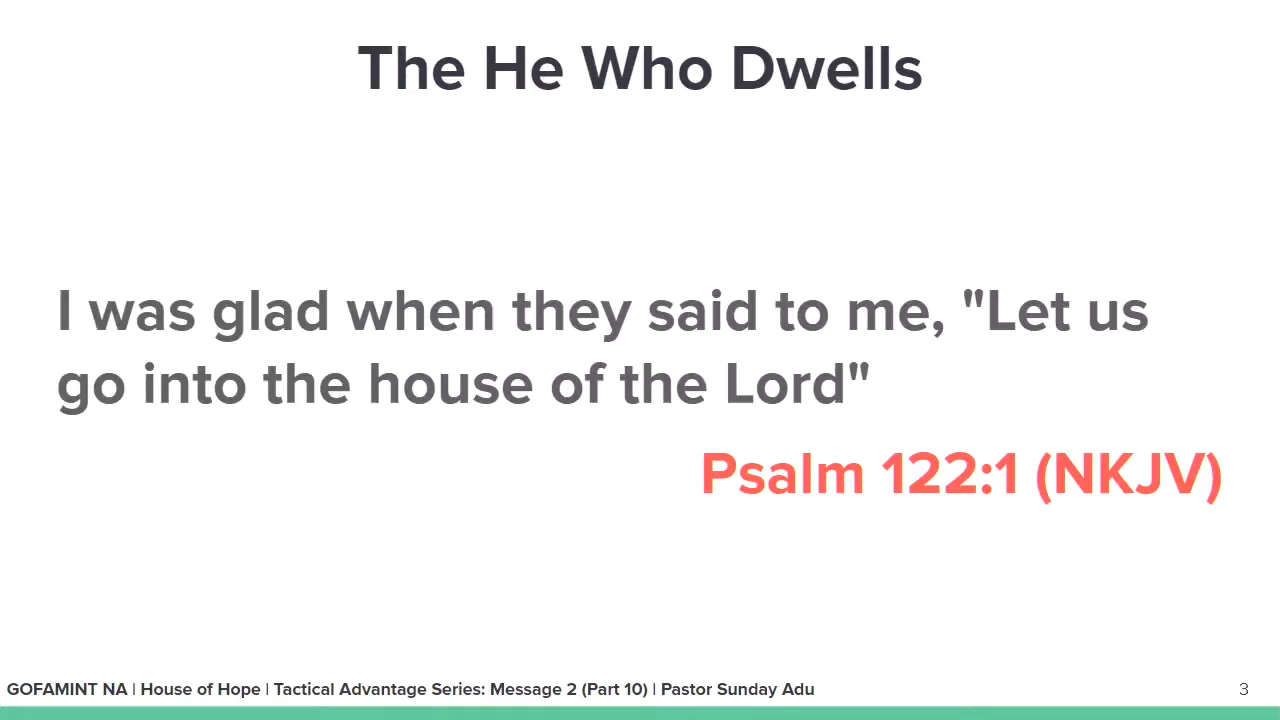 The He Who Dwells
I was glad when they said to me, "Let us
go into the house of the Lord"
Psalm 122:1 (NKJV)
GOFAMINT NA | House of Hope | Tactical Advantage Series: Message 2 (Part 10) | Pastor Sunday Adu
3